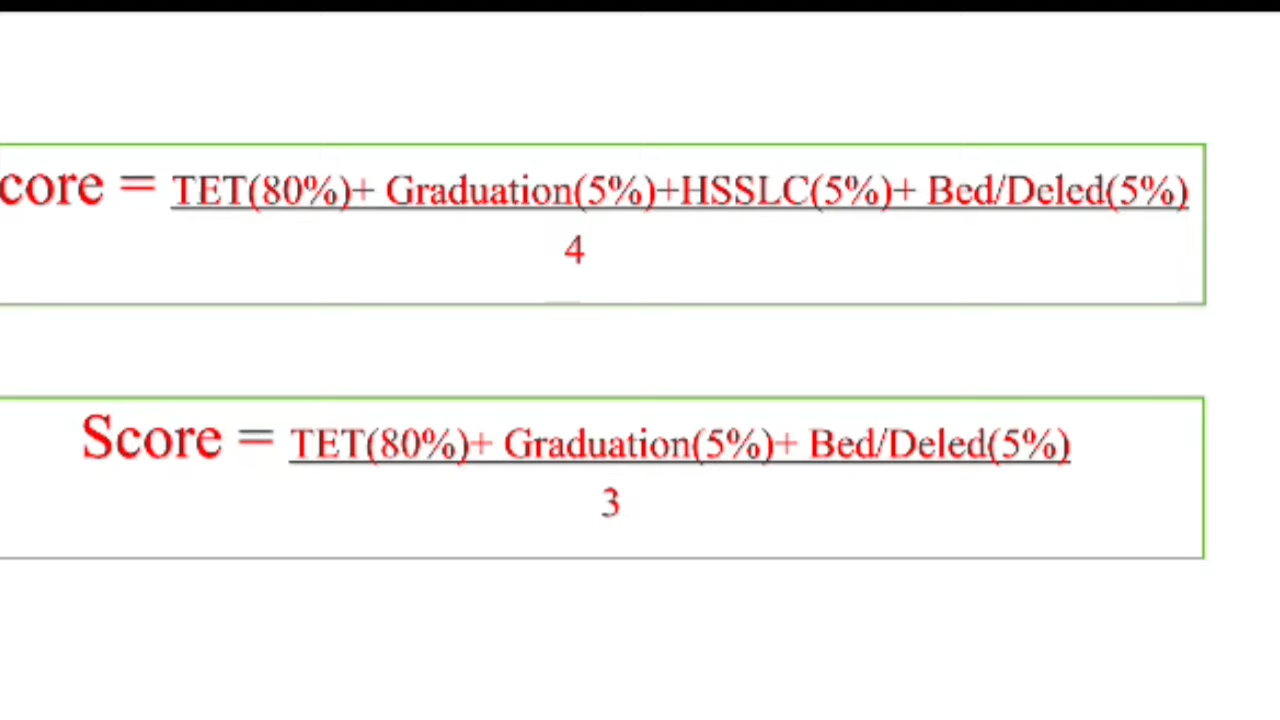 core = TET(80%)+ Graduation(5%)+HSSLC(5%)+ Bed/Deled(5%)
4
Score = TET(80%)+ Graduation(5%)+ Bed/Deled(5%)
3